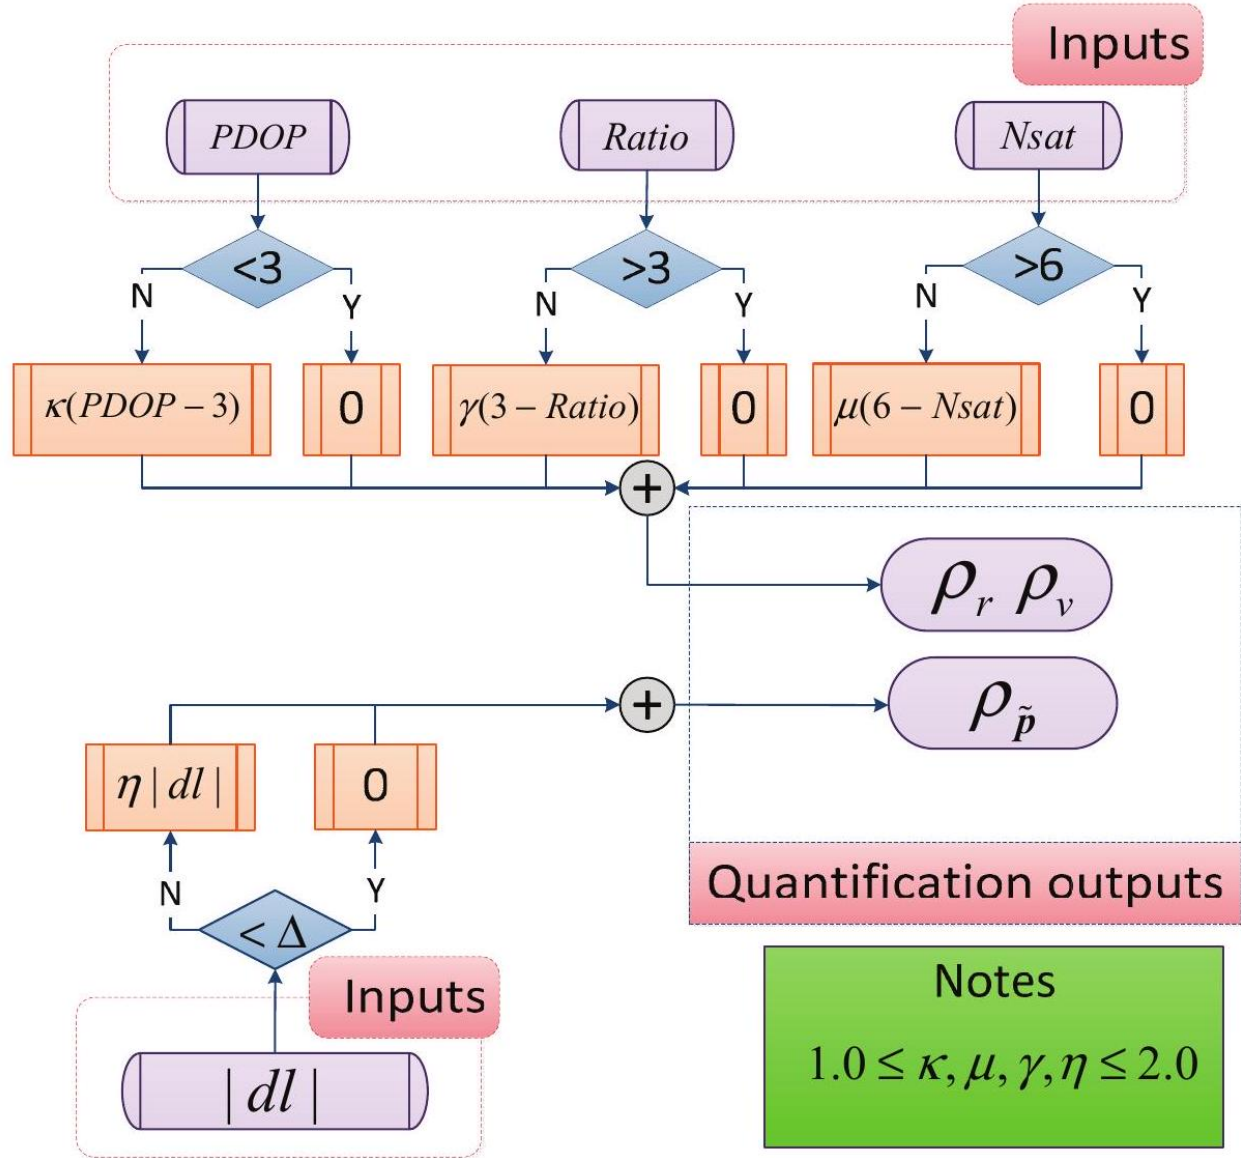 Inputs
PDOP Ratio Nsat
<3 >3 >6
N Y N Y N Y
κ(PDOP − 3) 0 γ(3 − Ratio) 0 μ(6 − Nsat) 0
+
ρr ρv
+ ρp̃
η | dl | 0
N Y
< Δ
Quantification outputs
Inputs
| dl |
Notes
1.0 ≤ κ, μ, γ, η ≤ 2.0